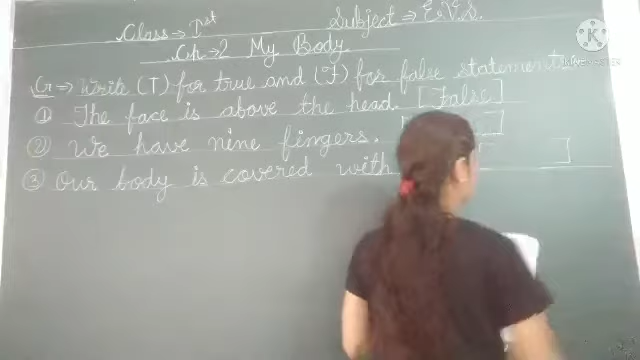 Class → Ist Subject → E.V.S.
Ch → 2 My Body
G → Write (T) for true and (F) for false statements.
① The face is above the head. [False]
② We have nine fingers. [ ]
③ Our body is covered with [ ]